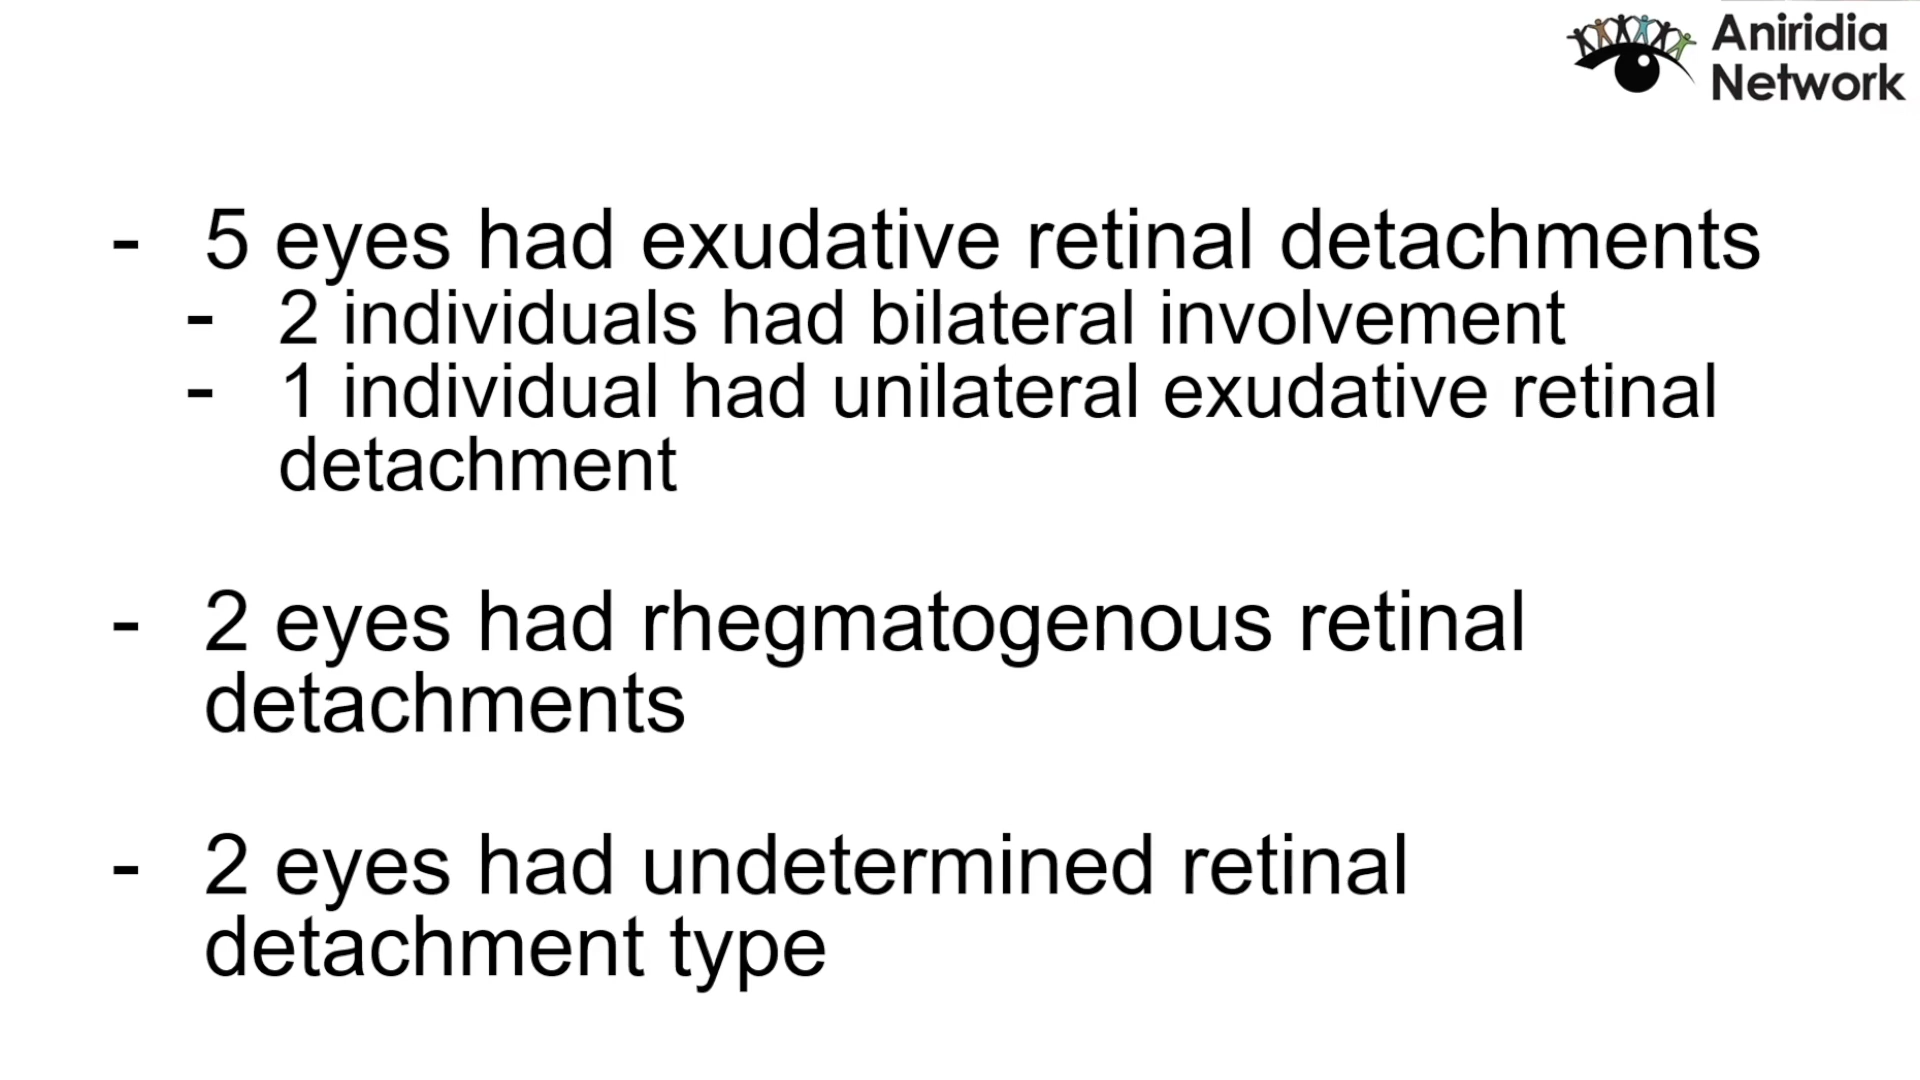 Aniridia
Network
- 5 eyes had exudative retinal detachments
- 2 individuals had bilateral involvement
- 1 individual had unilateral exudative retinal
detachment
- 2 eyes had rhegmatogenous retinal
detachments
- 2 eyes had undetermined retinal
detachment type